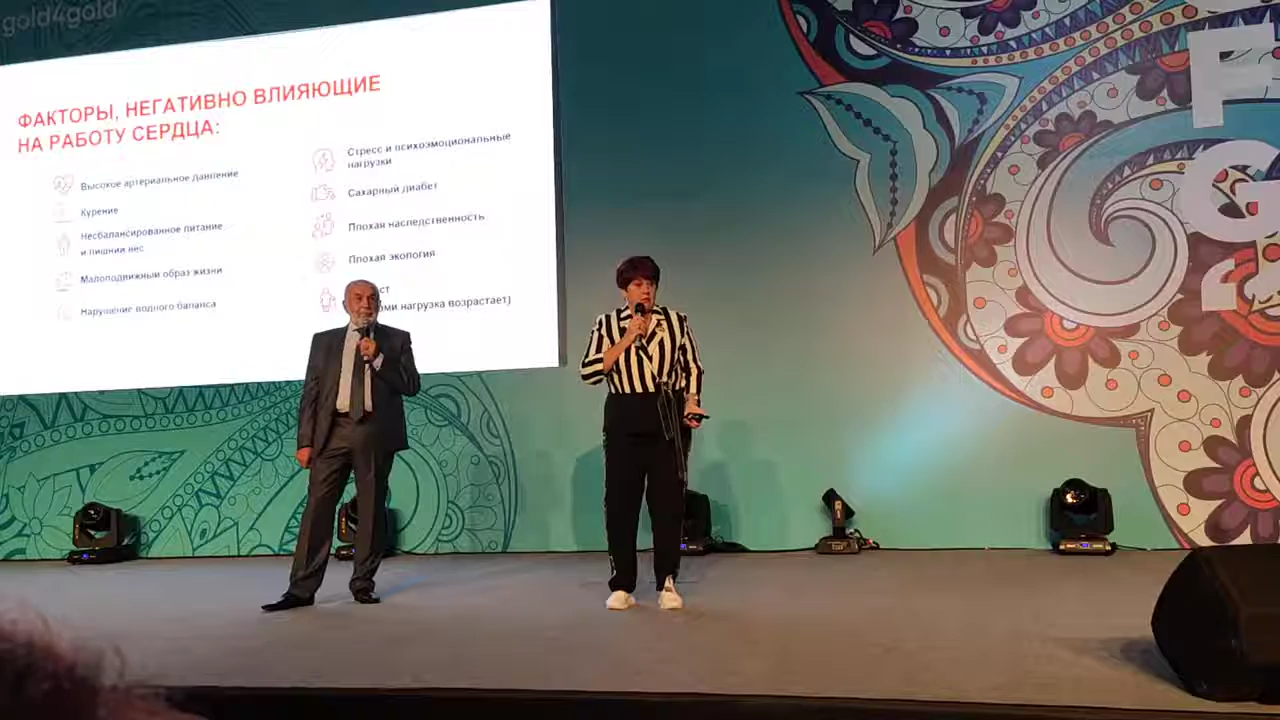 gold4gold
ФАКТОРЫ, НЕГАТИВНО ВЛИЯЮЩИЕ
НА РАБОТУ СЕРДЦА:
Высокое артериальное давление
Курение
Несбалансированное питание
и лишний вес
Малоподвижный образ жизни
Нарушение водного баланса
Стресс и психоэмоциональные
нагрузки
Сахарный диабет
Плохая наследственность
Плохая экология
нагрузка возрастает)